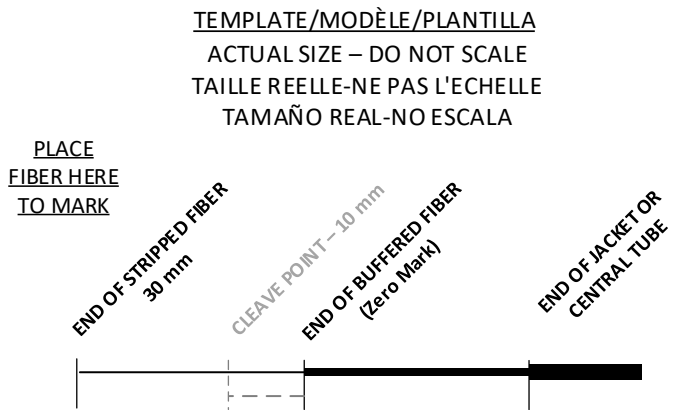 TEMPLATE/MODÈLE/PLANTILLA
ACTUAL SIZE – DO NOT SCALE
TAILLE REELLE-NE PAS L'ECHELLE
TAMAÑO REAL-NO ESCALA
PLACE
FIBER HERE
TO MARK
END OF STRIPPED FIBER
30 mm
CLEAVE POINT – 10 mm
END OF BUFFERED FIBER
(Zero Mark)
END OF JACKET OR
CENTRAL TUBE